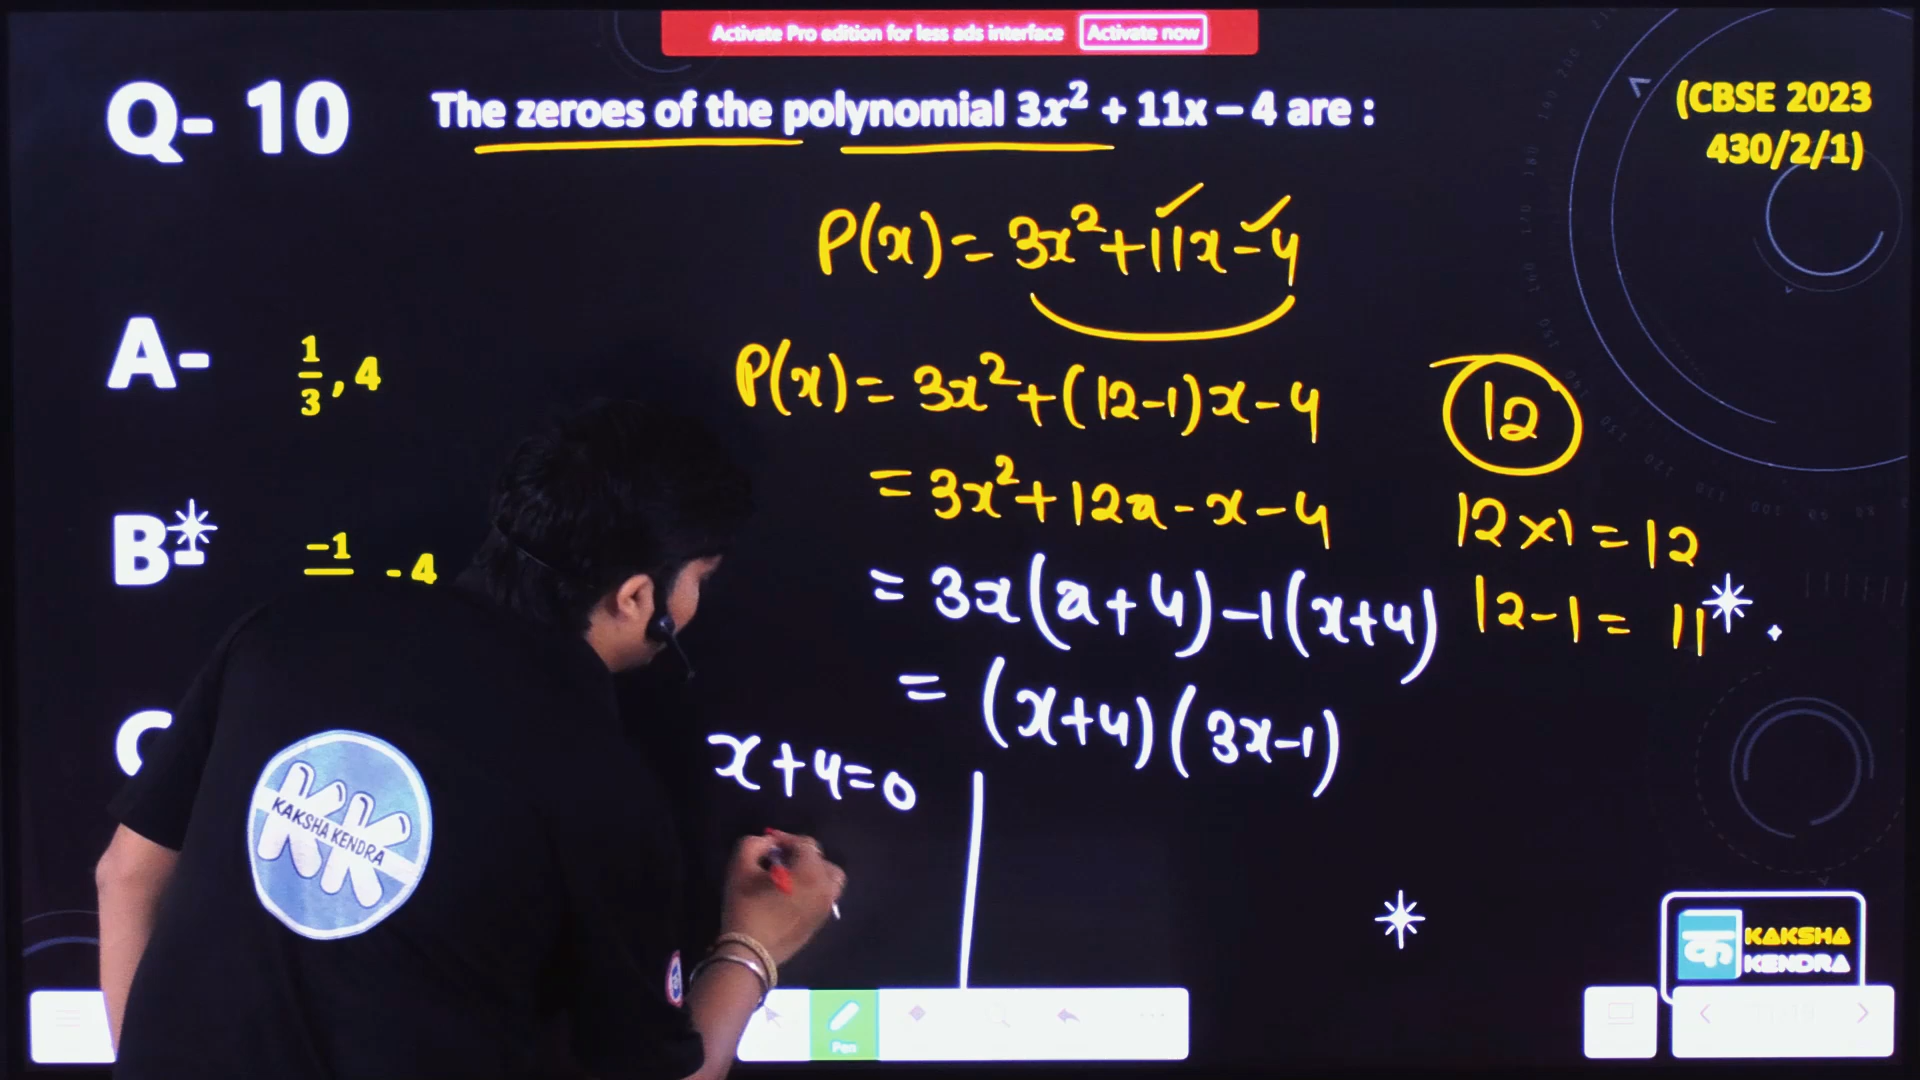 Activate Pro edition for less ads interface Activate now
Q- 10 The zeroes of the polynomial 3x² + 11x – 4 are :
(CBSE 2023
430/2/1)
P(x) = 3x²+11x-4
A- 1/3, 4
P(x) = 3x²+(12-1)x-4
12
= 3x²+12x-x-4
12×1=12
B- -1 -4
= 3x(x+4)-1(x+4)
12-1= 11
= (x+4)(3x-1)
x+4=0
KAKSHA KENDRA
क KAKSHA
KENDRA
Pen